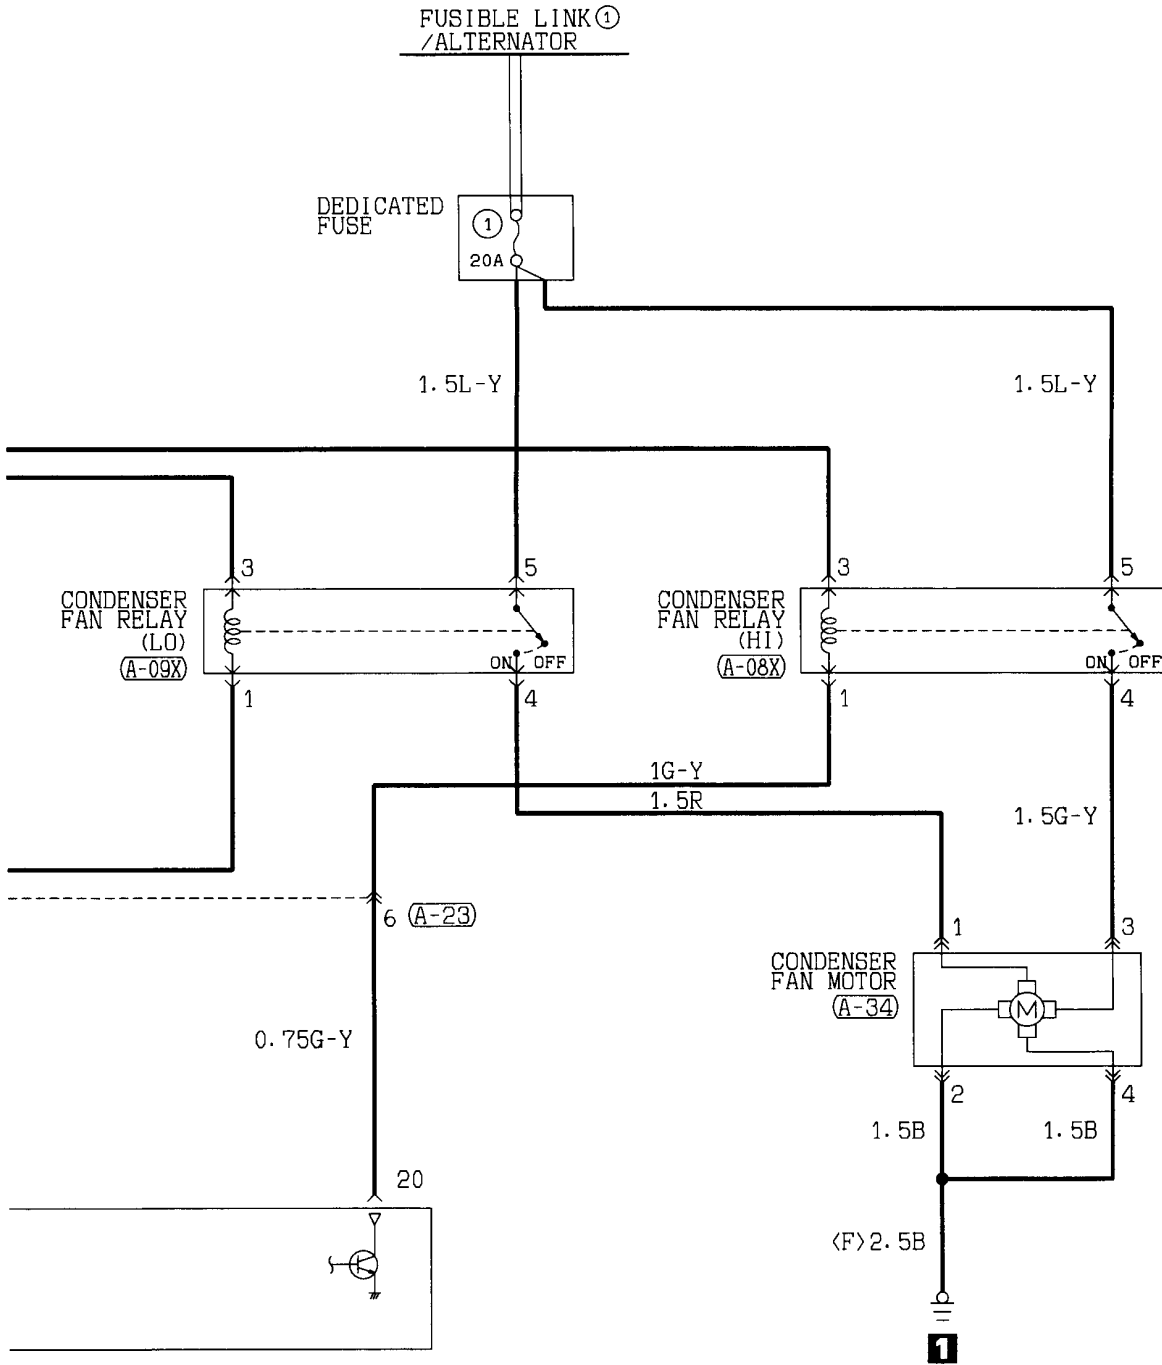 FUSIBLE LINK ①
/ALTERNATOR
DEDICATED
FUSE
①
20A
1.5L-Y
1.5L-Y
3
5
3
5
CONDENSER
FAN RELAY
(LO)
A-09X
ON OFF
CONDENSER
FAN RELAY
(HI)
A-08X
ON OFF
1
4
1
4
1G-Y
1.5R
1.5G-Y
6 A-23
1
3
CONDENSER
FAN MOTOR
A-34
M
0.75G-Y
2
4
1.5B
1.5B
20
<F>2.5B
1